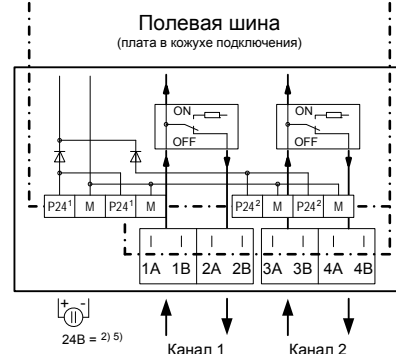 Полевая шина
(плата в кожухе подключения)
ON ON
OFF OFF
P24¹ M P24¹ M P24² M P24² M
1A 1B 2A 2B 3A 3B 4A 4B
+ -
24В = ²⁾ ⁵⁾
Канал 1 Канал 2